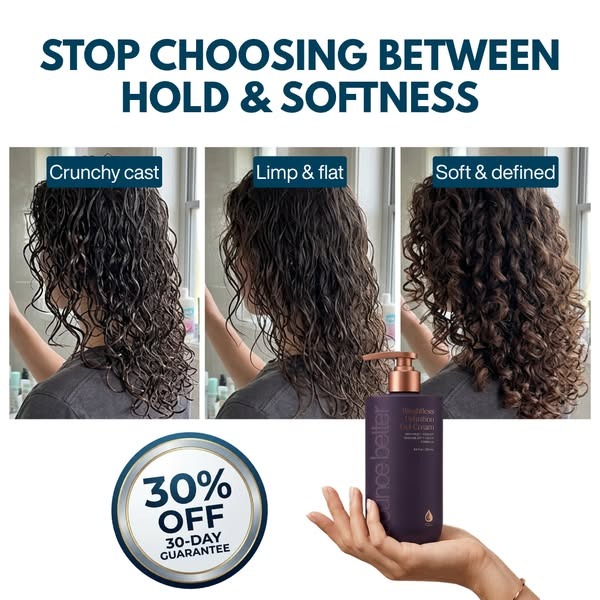 STOP CHOOSING BETWEEN
HOLD & SOFTNESS
Crunchy cast
Limp & flat
Soft & defined
better
Weightless
Definition
Gel Cream
30%
OFF
30-DAY
GUARANTEE